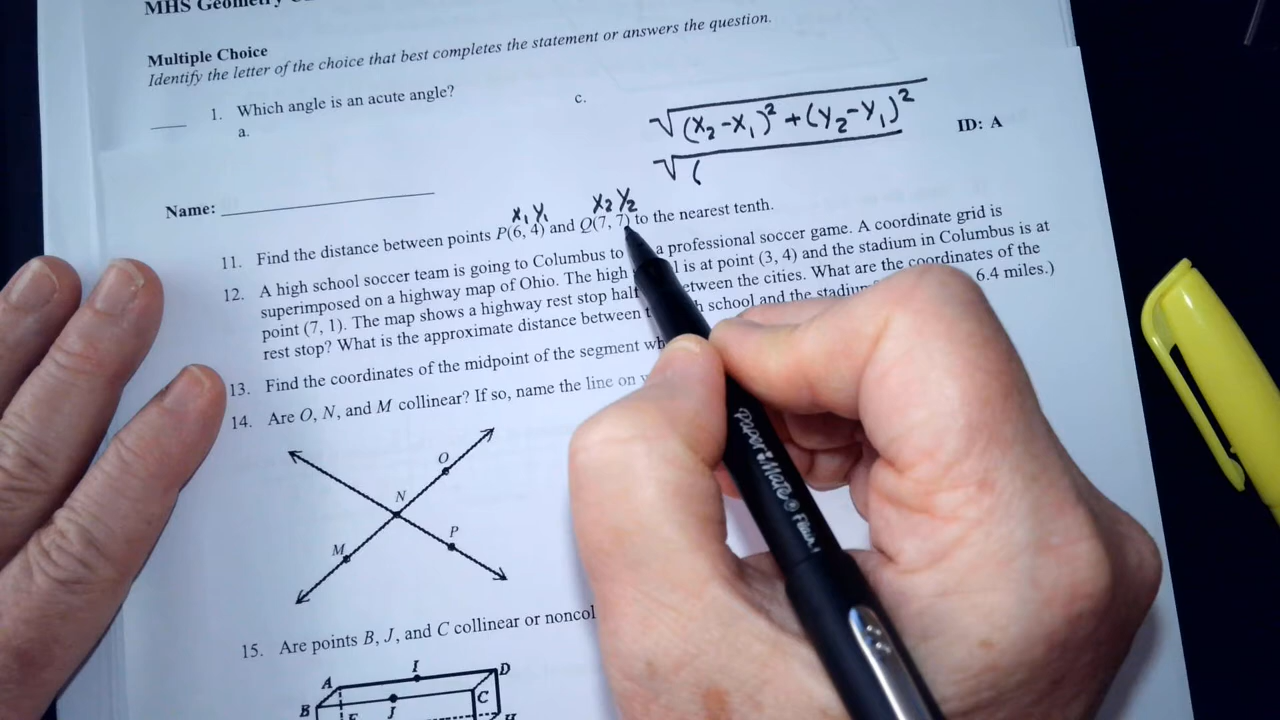 MHS Geometry
Multiple Choice
Identify the letter of the choice that best completes the statement or answers the question.
1. Which angle is an acute angle?
a.
c.
√(x₂-x₁)² + (y₂-y₁)²
√(
ID: A
Name:
x₁ y₁ x₂ y₂
11. Find the distance between points P(6, 4) and Q(7, 7) to the nearest tenth.
12. A high school soccer team is going to Columbus to a professional soccer game. A coordinate grid is
superimposed on a highway map of Ohio. The high is at point (3, 4) and the stadium in Columbus is at
point (7, 1). The map shows a highway rest stop between the cities. What are the coordinates of the
rest stop? What is the approximate distance between school and the 6.4 miles.)
13. Find the coordinates of the midpoint of the segment
14. Are O, N, and M collinear? If so, name the line on
O
N
P
M
15. Are points B, J, and C collinear or
I
D
A
C
B
J